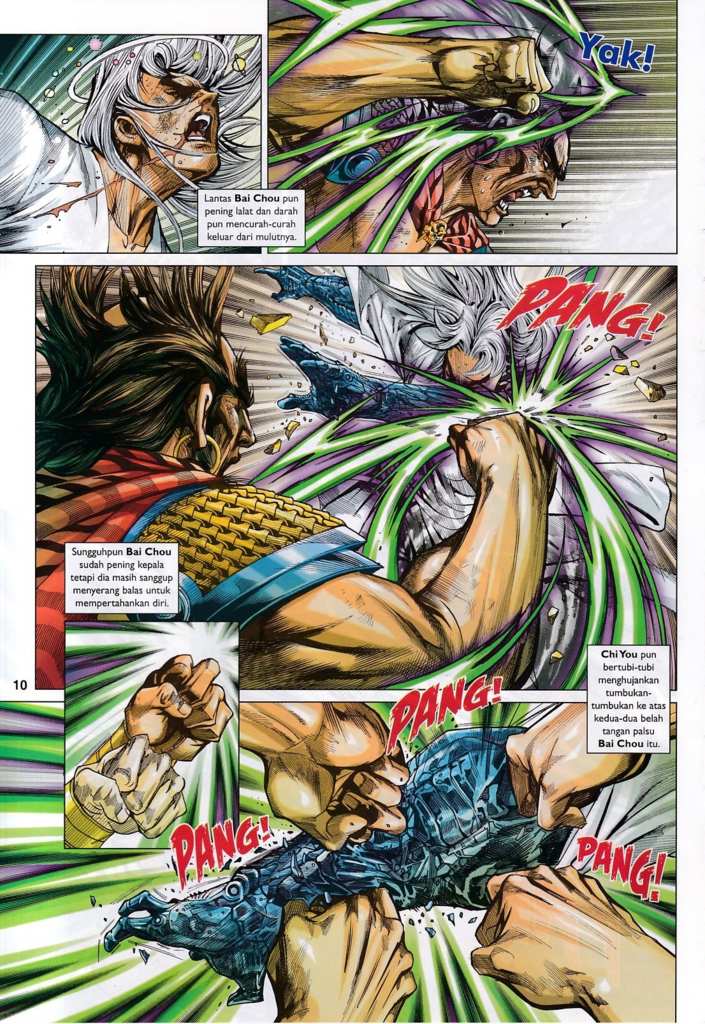 Yak!
Lantas Bai Chou pun
pening lalat dan darah
pun mencurah-curah
keluar dari mulutnya.
PANG!
Sungguhpun Bai Chou
sudah pening kepala
tetapi dia masih sanggup
menyerang balas untuk
mempertahankan diri.
Chi You pun
bertubi-tubi
menghujankan
tumbukan-
tumbukan ke atas
kedua-dua belah
tangan palsu
Bai Chou itu.
10
PANG!
PANG!
PANG!